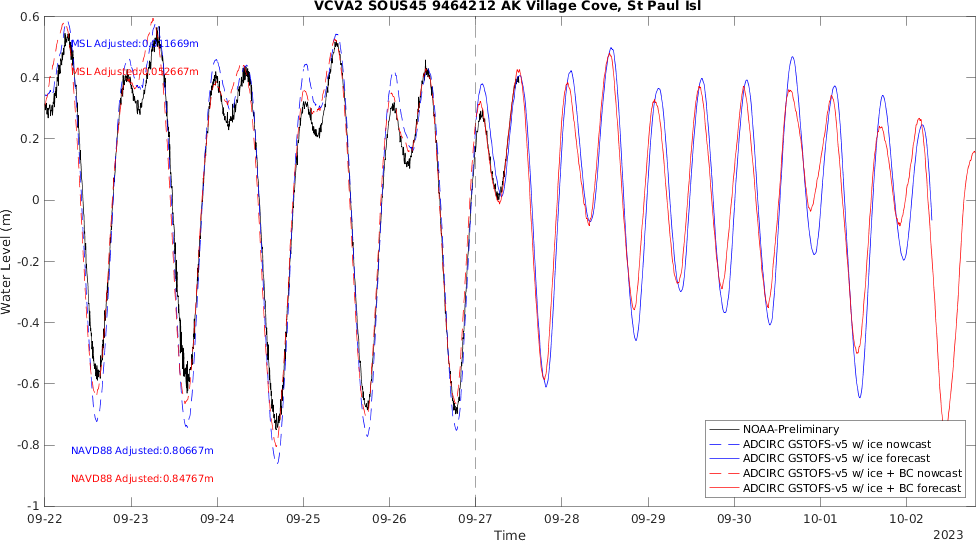 VCVA2 SOUS45 9464212 AK Village Cove, St Paul Isl
0.6
0.4
0.2
0
-0.2
-0.4
-0.6
-0.8
-1
Water Level (m)
MSL Adjusted:
MSL Adjusted:0.052667m
NAVD88 Adjusted:0.80667m
NAVD88 Adjusted:0.84767m
NOAA-Preliminary
ADCIRC GSTOFS-v5 w/ ice nowcast
ADCIRC GSTOFS-v5 w/ ice forecast
ADCIRC GSTOFS-v5 w/ ice + BC nowcast
ADCIRC GSTOFS-v5 w/ ice + BC forecast
09-22 09-23 09-24 09-25 09-26 09-27 09-28 09-29 09-30 10-01 10-02
Time
2023